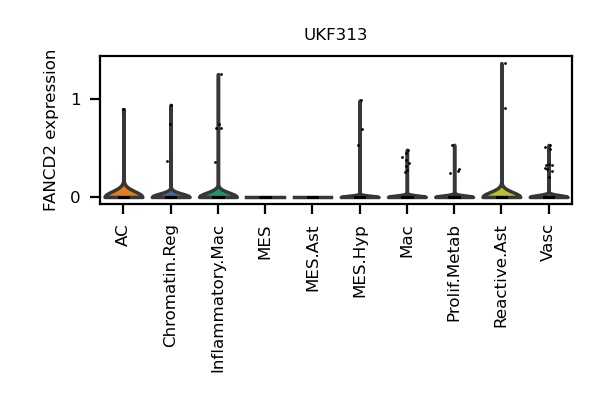 UKF313
FANCD2 expression
1
0
AC
Chromatin.Reg
Inflammatory.Mac
MES
MES.Ast
MES.Hyp
Mac
Prolif.Metab
Reactive.Ast
Vasc